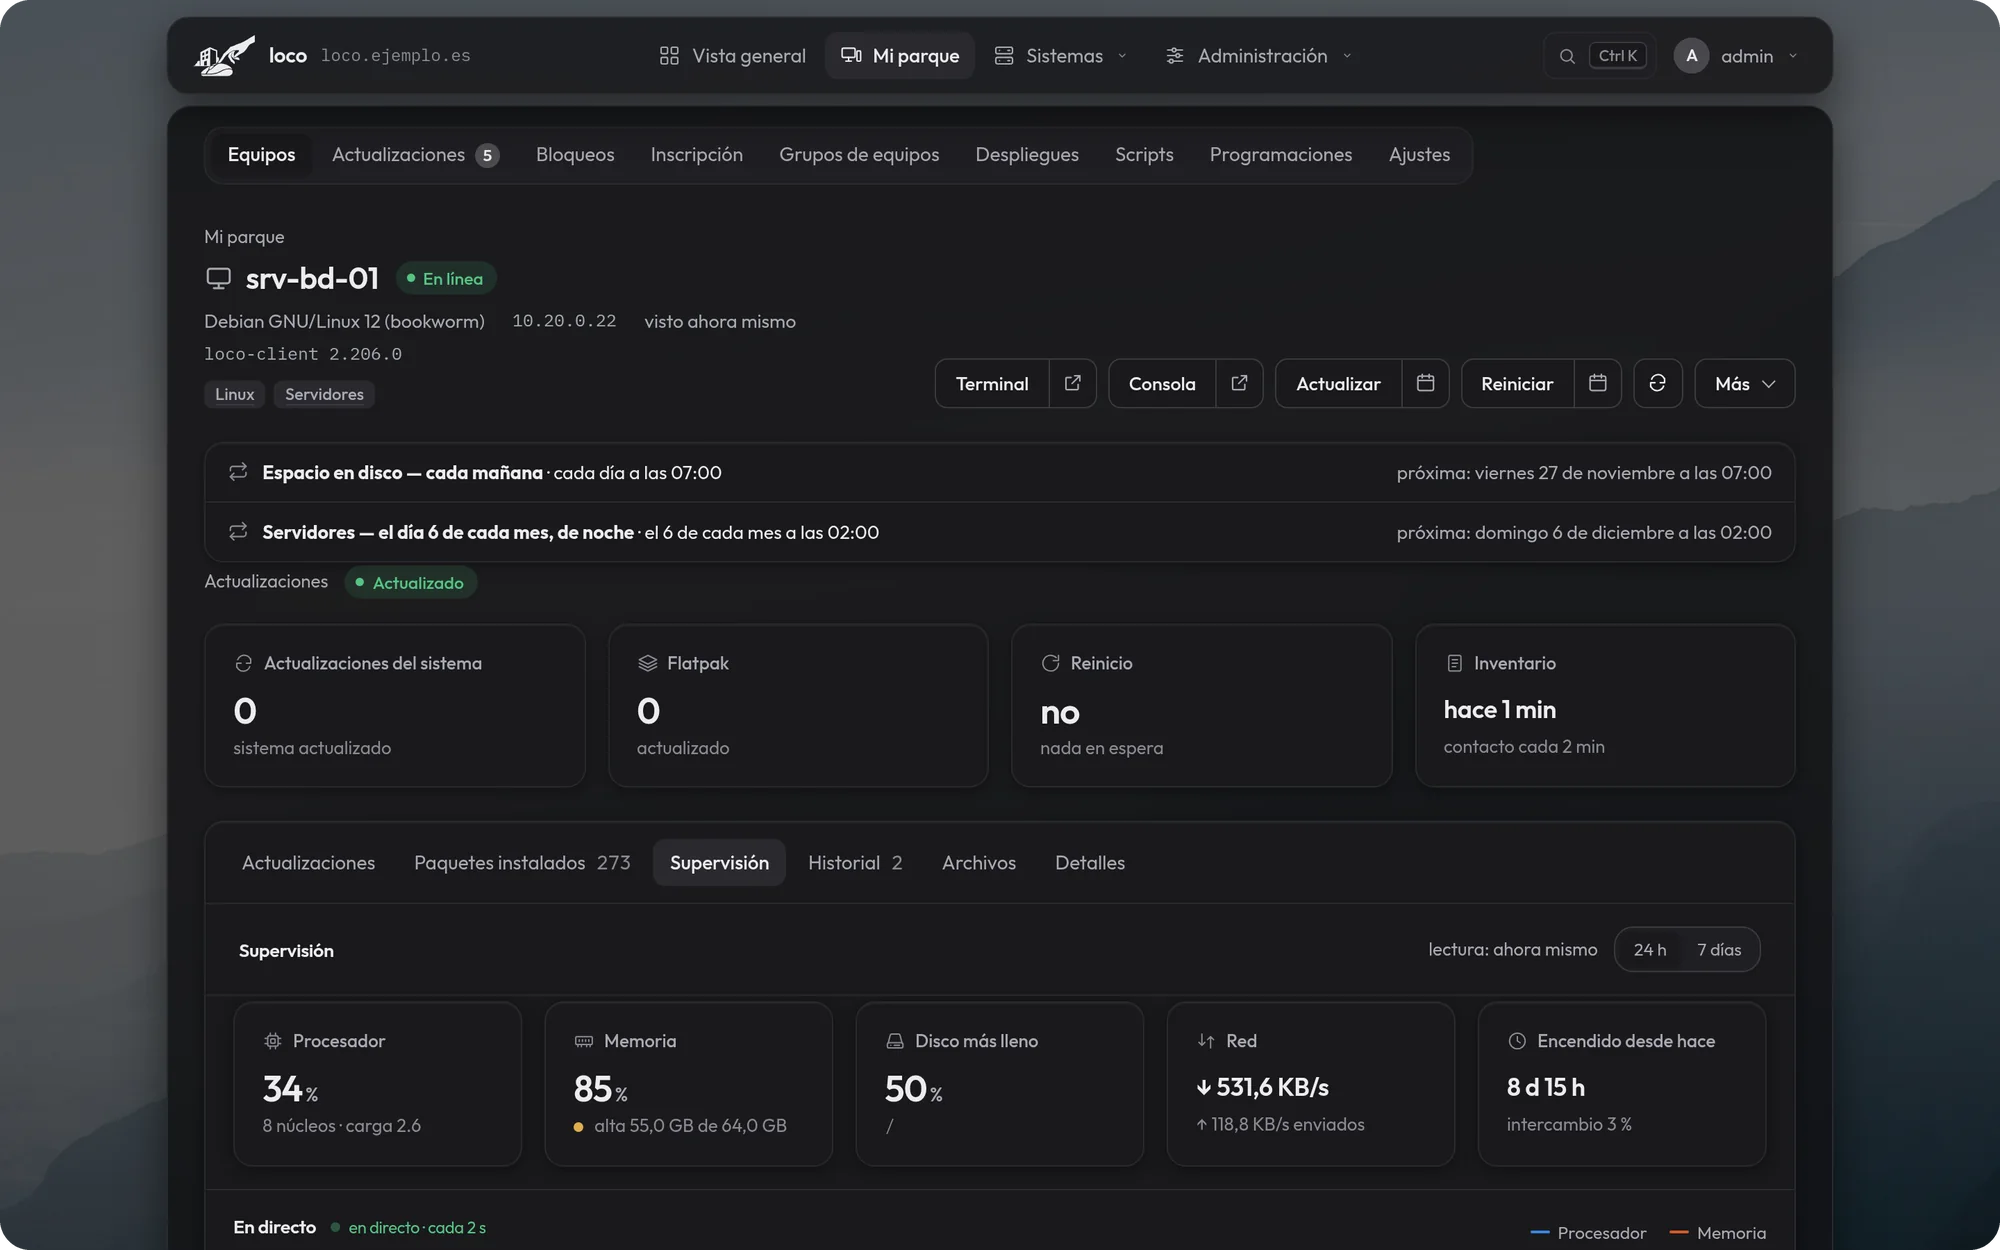 loco loco.ejemplo.es Vista general Mi parque Sistemas Administración Ctrl K A admin
Equipos Actualizaciones 5 Bloqueos Inscripción Grupos de equipos Despliegues Scripts Programaciones Ajustes
Mi parque
srv-bd-01 En línea
Debian GNU/Linux 12 (bookworm) 10.20.0.22 visto ahora mismo
loco-client 2.206.0
Linux Servidores
Terminal Consola Actualizar Reiniciar Más
Espacio en disco — cada mañana · cada día a las 07:00 próxima: viernes 27 de noviembre a las 07:00
Servidores — el día 6 de cada mes, de noche · el 6 de cada mes a las 02:00 próxima: domingo 6 de diciembre a las 02:00
Actualizaciones Actualizado
Actualizaciones del sistema
0
sistema actualizado
Flatpak
0
actualizado
Reinicio
no
nada en espera
Inventario
hace 1 min
contacto cada 2 min
Actualizaciones Paquetes instalados 273 Supervisión Historial 2 Archivos Detalles
Supervisión lectura: ahora mismo 24 h 7 días
Procesador
34 %
8 núcleos · carga 2.6
Memoria
85 %
alta 55,0 GB de 64,0 GB
Disco más lleno
50 %
/
Red
↓ 531,6 KB/s
↑ 118,8 KB/s enviados
Encendido desde hace
8 d 15 h
intercambio 3 %
En directo en directo · cada 2 s Procesador Memoria